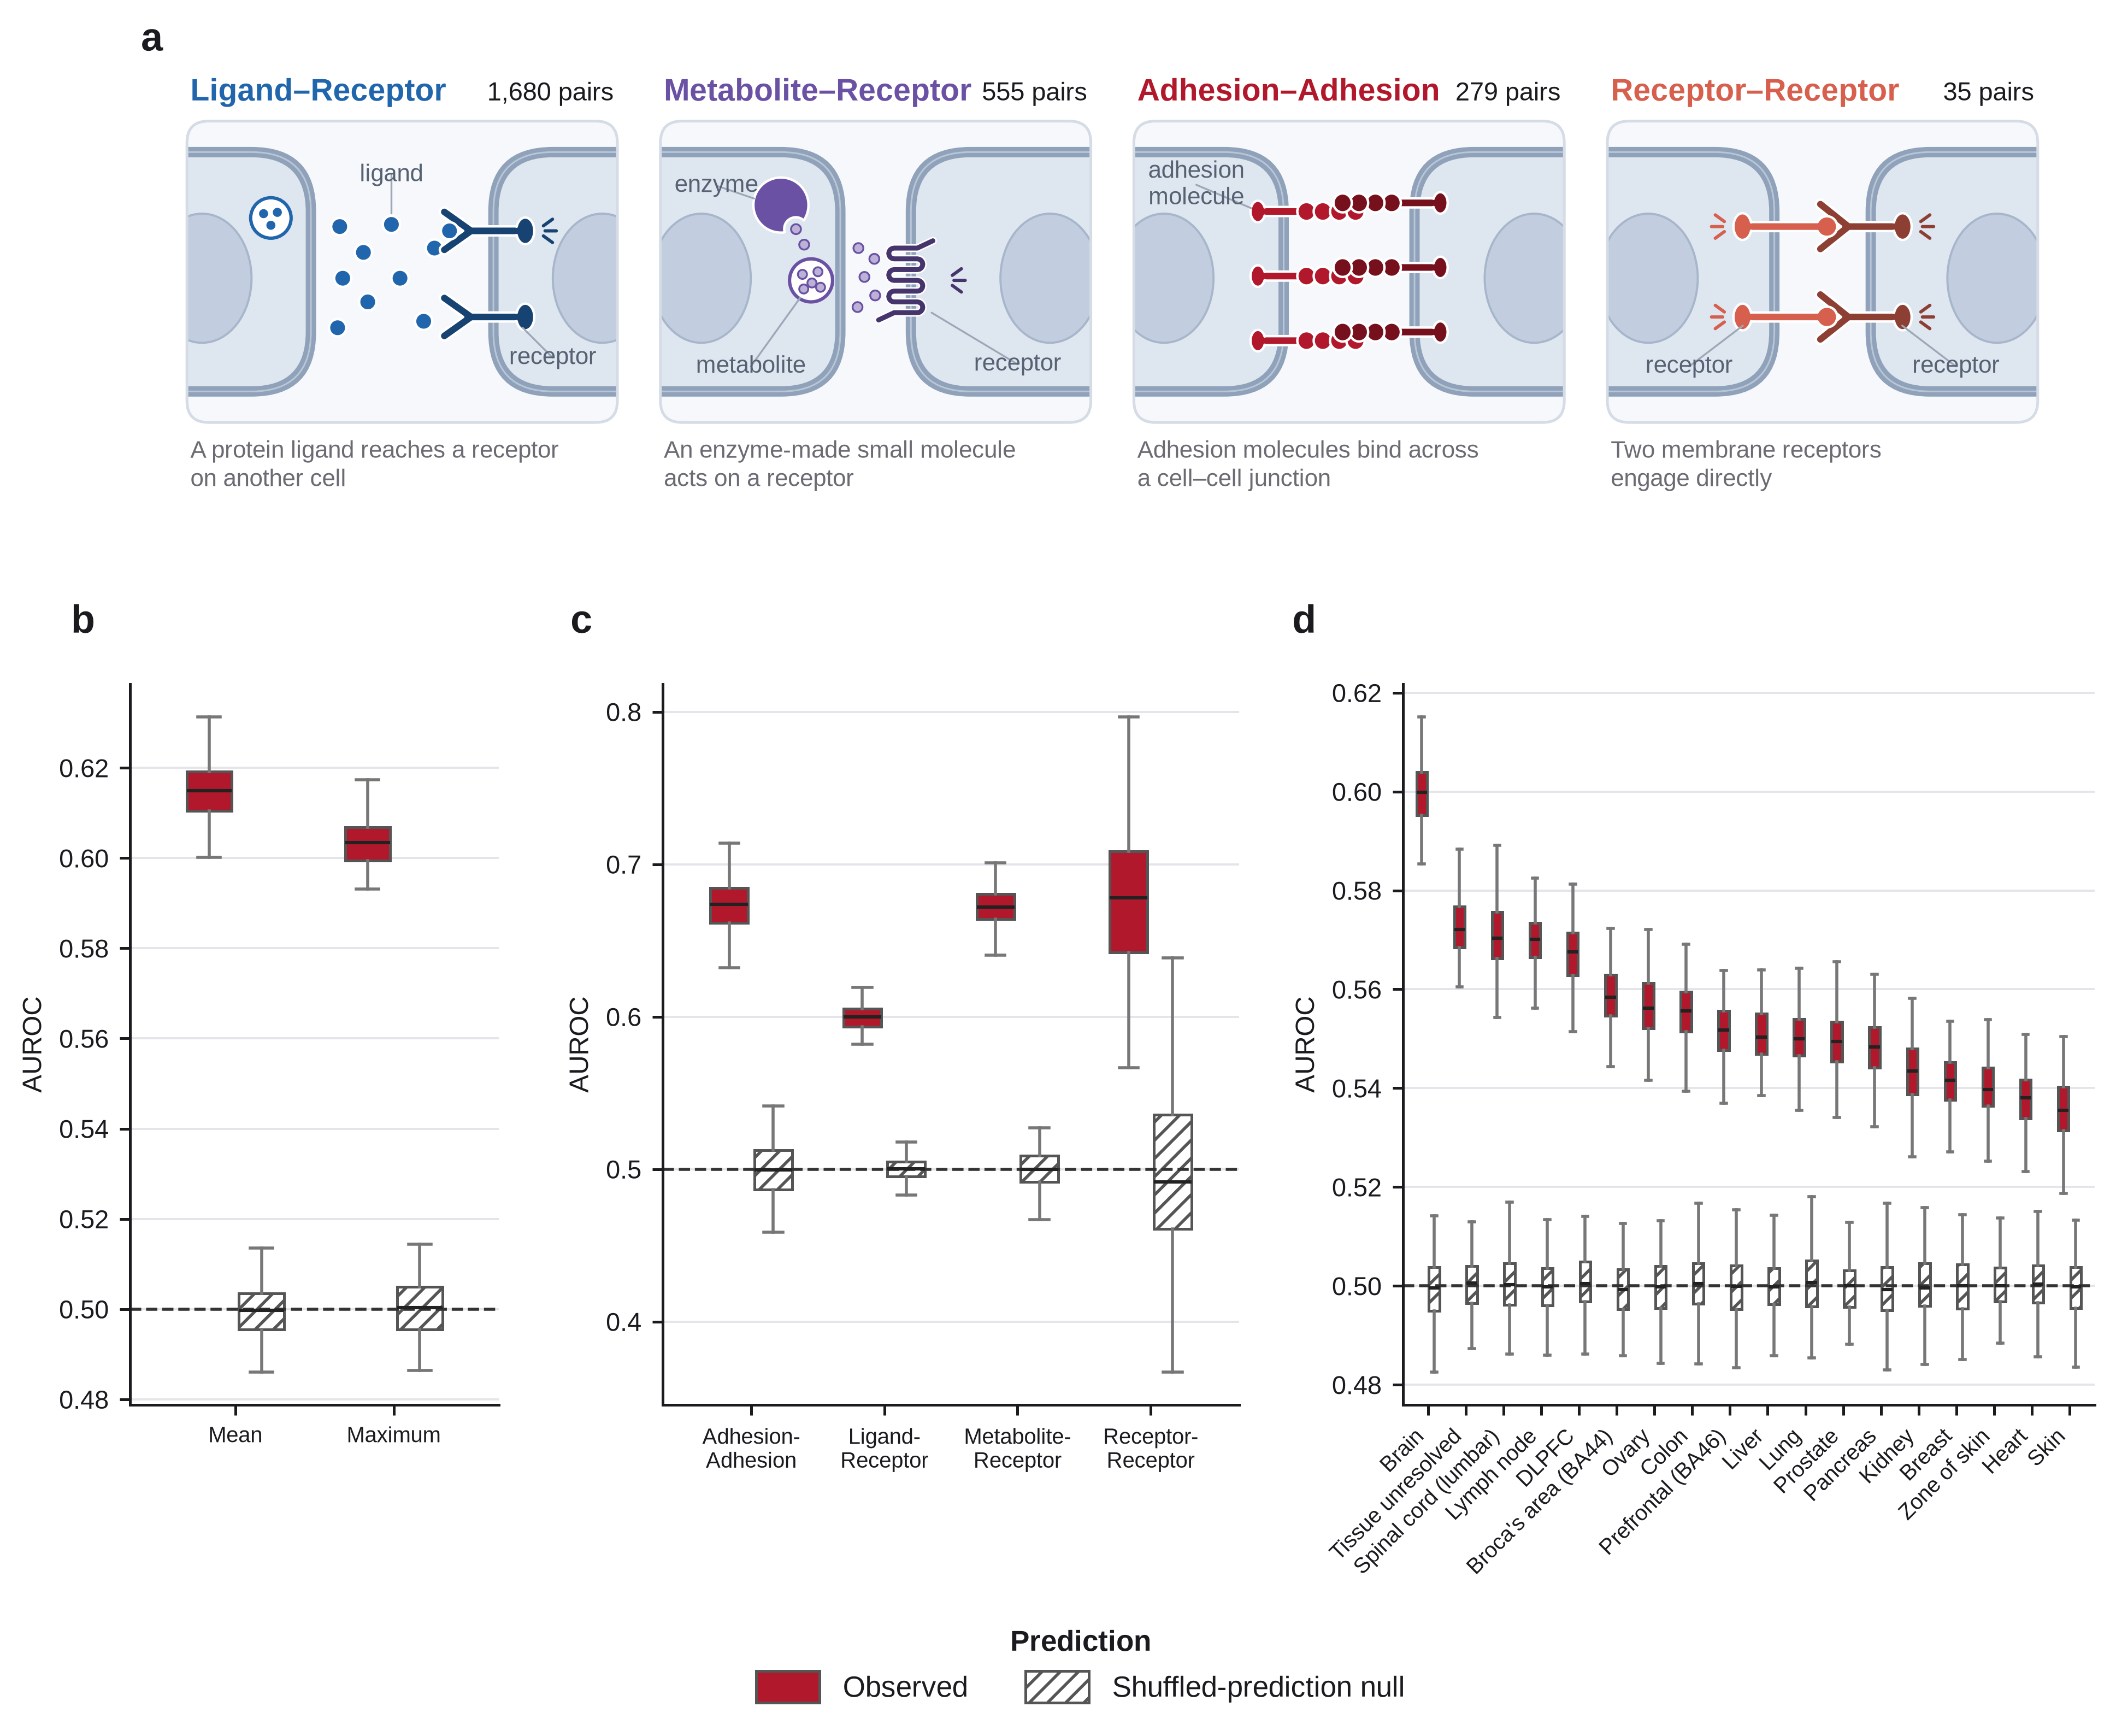 a
Ligand–Receptor 1,680 pairs
ligand
receptor
A protein ligand reaches a receptor
on another cell
Metabolite–Receptor 555 pairs
enzyme
metabolite
receptor
An enzyme-made small molecule
acts on a receptor
Adhesion–Adhesion 279 pairs
adhesion
molecule
Adhesion molecules bind across
a cell–cell junction
Receptor–Receptor 35 pairs
receptor
receptor
Two membrane receptors
engage directly
b
AUROC
0.62
0.60
0.58
0.56
0.54
0.52
0.50
0.48
Mean
Maximum
c
AUROC
0.8
0.7
0.6
0.5
0.4
Adhesion-
Adhesion
Ligand-
Receptor
Metabolite-
Receptor
Receptor-
Receptor
d
AUROC
0.62
0.60
0.58
0.56
0.54
0.52
0.50
0.48
Brain
Tissue unresolved
Spinal cord (lumbar)
Lymph node
DLPFC
Broca's area (BA44)
Ovary
Colon
Prefrontal (BA46)
Liver
Lung
Prostate
Pancreas
Kidney
Breast
Zone of skin
Heart
Skin
Prediction
Observed
Shuffled-prediction null